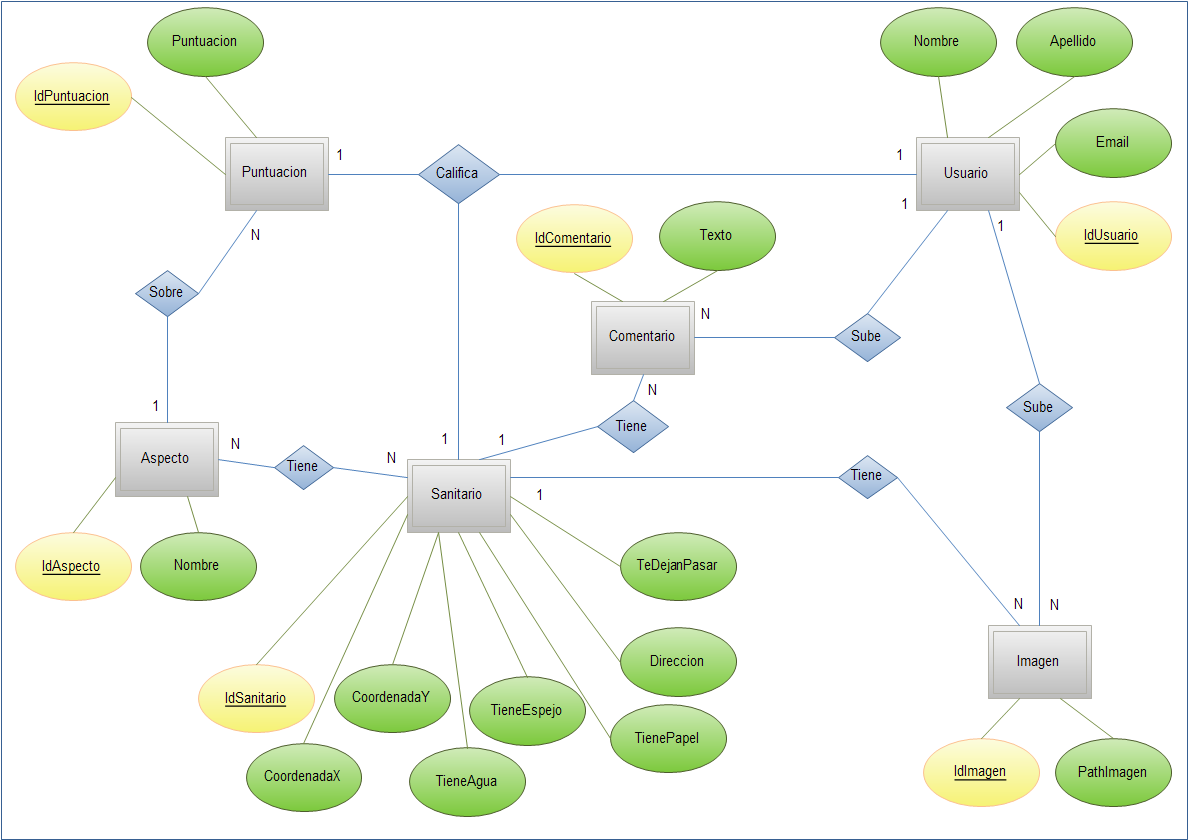 Puntuacion
Nombre
Apellido
IdPuntuacion
Email
Puntuacion
1
Califica
1
Usuario
1
N
IdComentario
Texto
1
IdUsuario
Sobre
Comentario
N
Sube
N
1
Sube
Tiene
1
1
N
Aspecto
N
Tiene
Sanitario
1
Tiene
IdAspecto
Nombre
TeDejanPasar
N
N
Direccion
Imagen
IdSanitario
CoordenadaY
TieneEspejo
TienePapel
CoordenadaX
TieneAgua
IdImagen
PathImagen